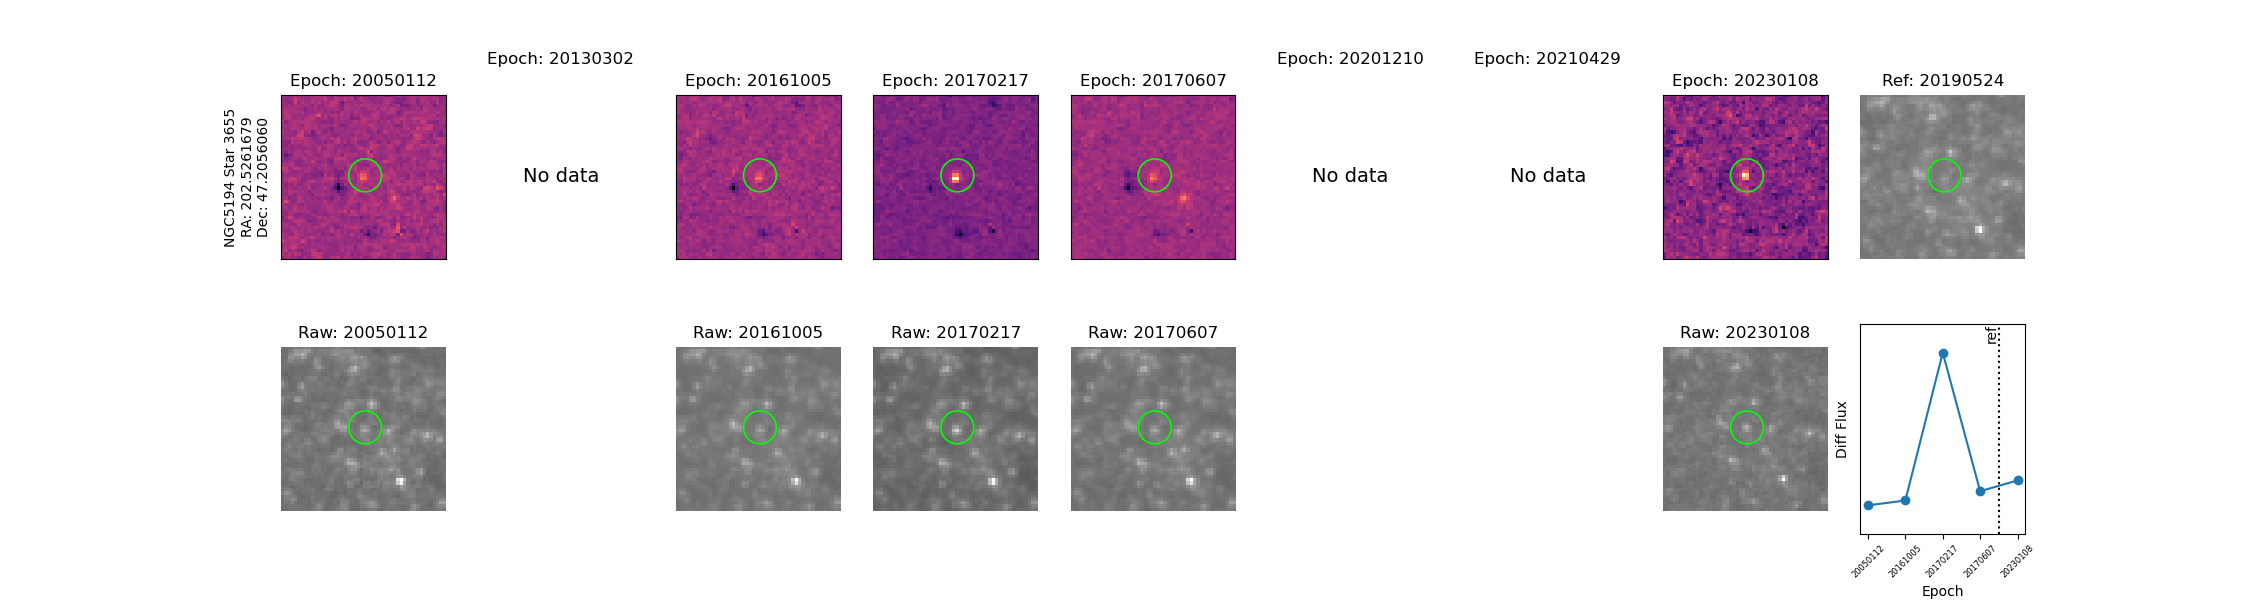 Epoch: 20130302
Epoch: 20201210
Epoch: 20210429
Epoch: 20050112
Epoch: 20161005
Epoch: 20170217
Epoch: 20170607
Epoch: 20230108
Ref: 20190524
NGC5194 Star 3655
RA: 202.5261679
Dec: 47.2056060
No data
No data
No data
Raw: 20050112
Raw: 20161005
Raw: 20170217
Raw: 20170607
Raw: 20230108
ref
Diff Flux
20050112
20161005
20170217
20170607
20230108
Epoch